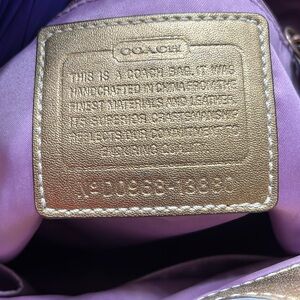 COACH
THIS IS A COACH BAG. IT WAS
HANDCRAFTED IN CHINA FROM THE
FINEST MATERIALS AND LEATHER.
ITS SUPERIOR CRAFTSMANSHIP
REFLECTS OUR COMMITMENT TO
ENDURING QUALITY.
Nº D0968-13880